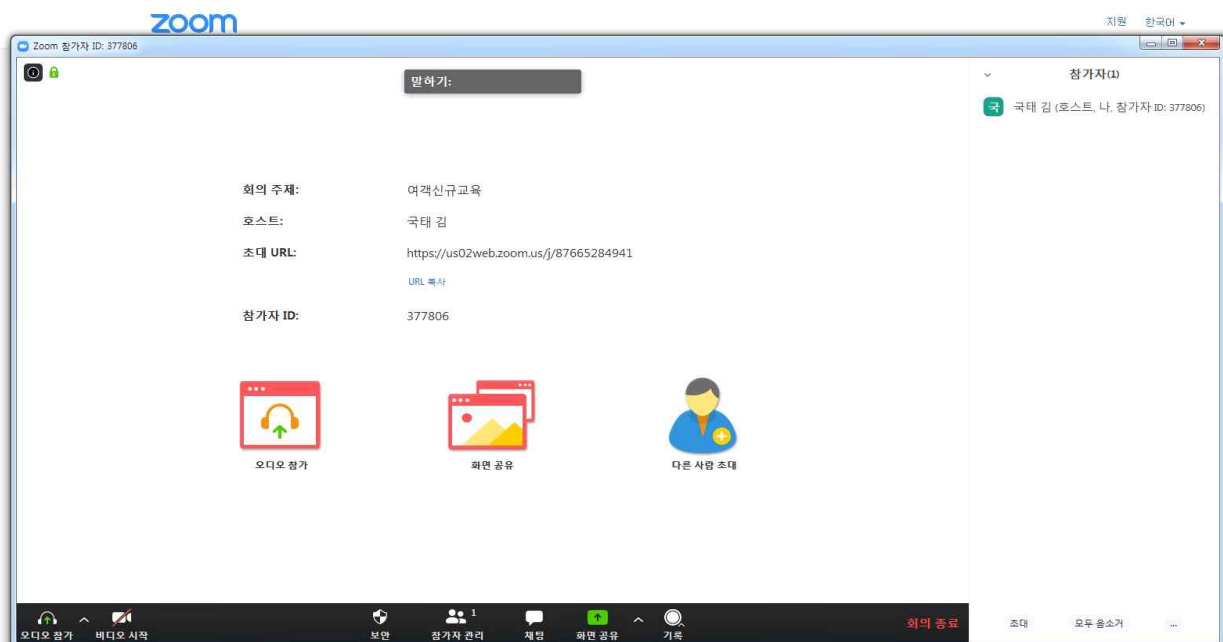 zoom
지원 한국어
Zoom 참가자 ID: 377806
말하기:
참가자(1)
국 국태 김 (호스트, 나, 참가자 ID: 377806)
회의 주제: 여객신규교육
호스트: 국태 김
초대 URL: https://us02web.zoom.us/j/87665284941
URL 복사
참가자 ID: 377806
오디오 참가 화면 공유 다른 사람 초대
1
오디오 참가 비디오 시작 보안 참가자 관리 채팅 화면 공유 기록 회의 종료 초대 모두 음소거 ...